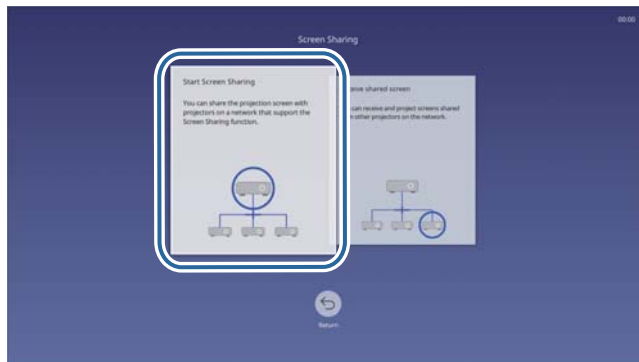 00:00
Screen Sharing
Start Screen Sharing
You can share the projection screen with
projectors on a network that support the
Screen Sharing function.
shared screen
can receive and project screens shared
other projectors on the network.
Return